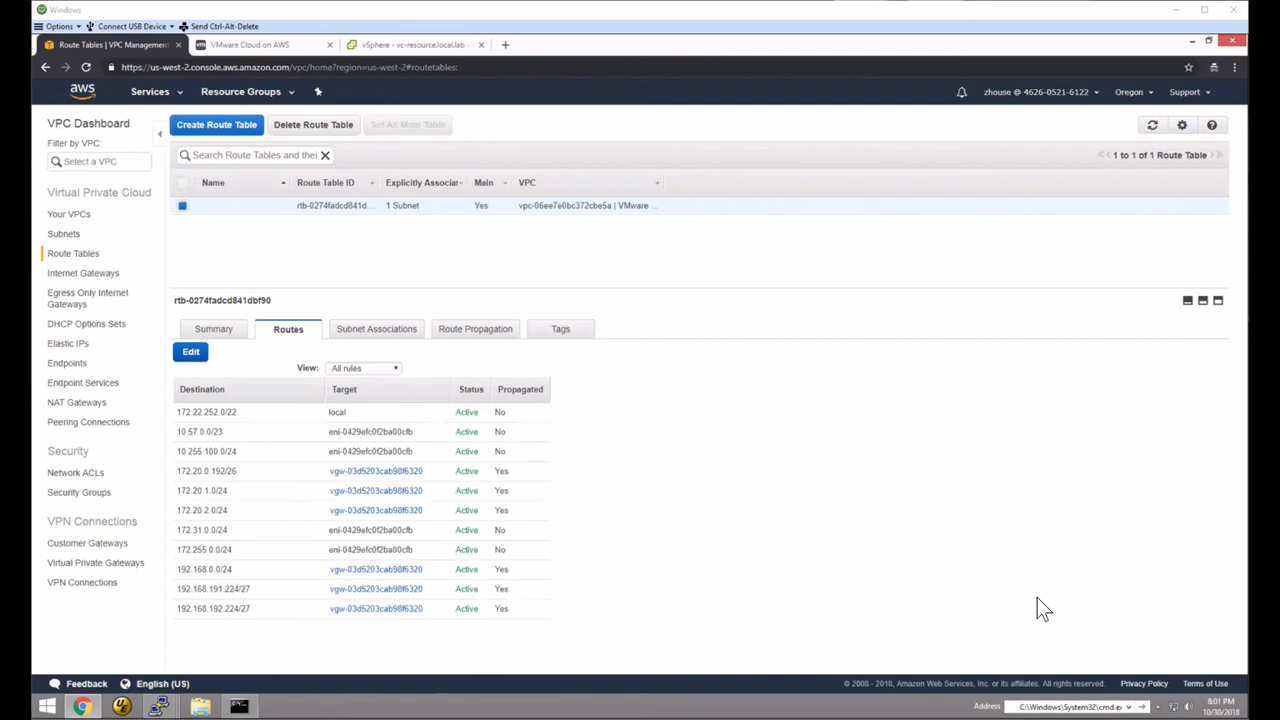 Windows
Options Connect USB Device Send Ctrl-Alt-Delete
Route Tables | VPC Management VMware Cloud on AWS vSphere - vc-resource.local.lab
https://us-west-2.console.aws.amazon.com/vpc/home?region=us-west-2#routetables:
aws Services Resource Groups zhouse @ 4626-0521-6122 Oregon Support
VPC Dashboard
Filter by VPC:
Select a VPC
Virtual Private Cloud
Your VPCs
Subnets
Route Tables
Internet Gateways
Egress Only Internet
Gateways
DHCP Options Sets
Elastic IPs
Endpoints
Endpoint Services
NAT Gateways
Peering Connections
Security
Network ACLs
Security Groups
VPN Connections
Customer Gateways
Virtual Private Gateways
VPN Connections
Create Route Table Delete Route Table Set As Main Table
Search Route Tables and thei X 1 to 1 of 1 Route Table
Name Route Table ID Explicitly Associat Main VPC
rtb-0274fadcd841d... 1 Subnet Yes vpc-06ee7e0bc372cbe5a | VMware ...
rtb-0274fadcd841dbf90
Summary Routes Subnet Associations Route Propagation Tags
Edit
View: All rules
Destination Target Status Propagated
172.22.252.0/22 local Active No
10.57.0.0/23 eni-0429efc0f2ba00cfb Active No
10.255.100.0/24 eni-0429efc0f2ba00cfb Active No
172.20.0.192/26 vgw-03d5203cab98f6320 Active Yes
172.20.1.0/24 vgw-03d5203cab98f6320 Active Yes
172.20.2.0/24 vgw-03d5203cab98f6320 Active Yes
172.31.0.0/24 eni-0429efc0f2ba00cfb Active No
172.255.0.0/24 eni-0429efc0f2ba00cfb Active No
192.168.0.0/24 vgw-03d5203cab98f6320 Active Yes
192.168.191.224/27 vgw-03d5203cab98f6320 Active Yes
192.168.192.224/27 vgw-03d5203cab98f6320 Active Yes
Feedback English (US) © 2008 - 2018, Amazon Web Services, Inc. or its affiliates. All rights reserved. Privacy Policy Terms of Use
Address C:\Windows\System32\cmd.e 8:01 PM
10/30/2018